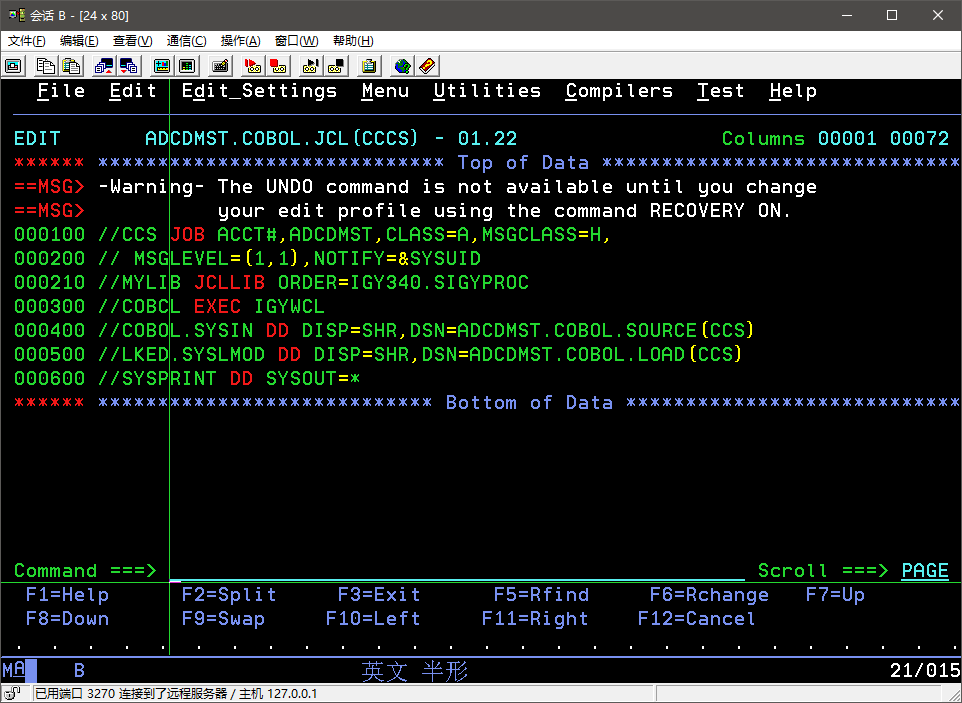 会话 B - [24 x 80]
文件(F) 编辑(E) 查看(V) 通信(C) 操作(A) 窗口(W) 帮助(H)
File Edit Edit_Settings Menu Utilities Compilers Test Help
EDIT ADCDMST.COBOL.JCL(CCCS) - 01.22 Columns 00001 00072
****** ***************************** Top of Data ******************************
==MSG> -Warning- The UNDO command is not available until you change
==MSG> your edit profile using the command RECOVERY ON.
000100 //CCS JOB ACCT#,ADCDMST,CLASS=A,MSGCLASS=H,
000200 // MSGLEVEL=(1,1),NOTIFY=&SYSUID
000210 //MYLIB JCLLIB ORDER=IGY340.SIGYPROC
000300 //COBCL EXEC IGYWCL
000400 //COBOL.SYSIN DD DISP=SHR,DSN=ADCDMST.COBOL.SOURCE(CCS)
000500 //LKED.SYSLMOD DD DISP=SHR,DSN=ADCDMST.COBOL.LOAD(CCS)
000600 //SYSPRINT DD SYSOUT=*
****** **************************** Bottom of Data ****************************
Command ===> Scroll ===> PAGE
F1=Help F2=Split F3=Exit F5=Rfind F6=Rchange F7=Up
F8=Down F9=Swap F10=Left F11=Right F12=Cancel
MA B 英文 半形 21/015
已用端口 3270 连接到了远程服务器 / 主机 127.0.0.1